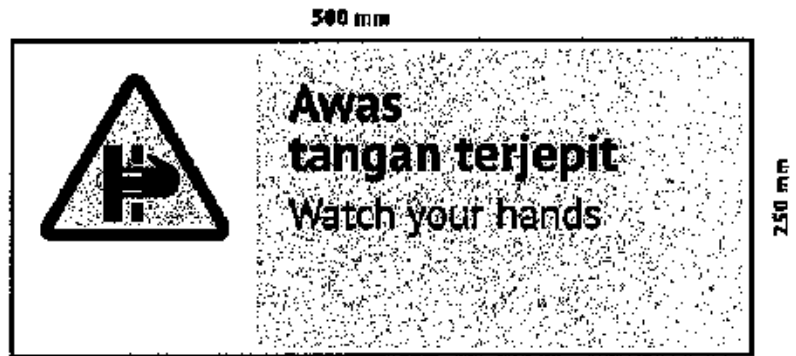 500 mm
Awas
tangan terjepit
Watch your hands
250 mm